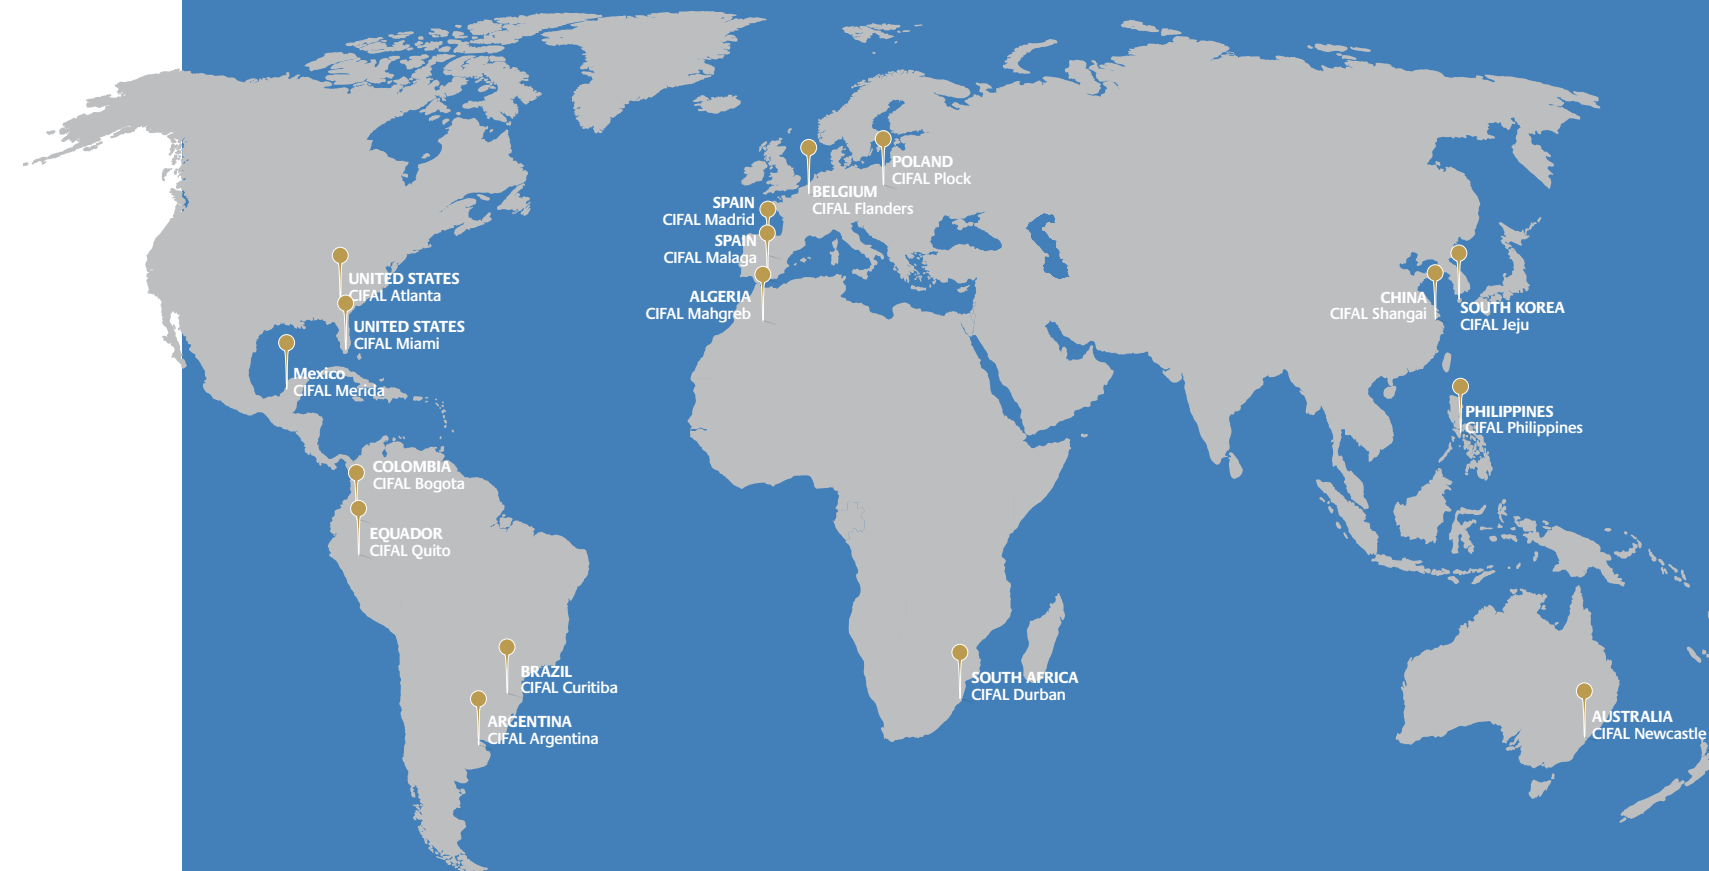 POLAND
CIFAL Plock
BELGIUM
CIFAL Flanders
SPAIN
CIFAL Madrid
SPAIN
CIFAL Malaga
ALGERIA
CIFAL Mahgreb
UNITED STATES
CIFAL Atlanta
UNITED STATES
CIFAL Miami
Mexico
CIFAL Merida
CHINA
CIFAL Shangai
SOUTH KOREA
CIFAL Jeju
PHILIPPINES
CIFAL Philippines
COLOMBIA
CIFAL Bogota
EQUADOR
CIFAL Quito
BRAZIL
CIFAL Curitiba
ARGENTINA
CIFAL Argentina
SOUTH AFRICA
CIFAL Durban
AUSTRALIA
CIFAL Newcastle